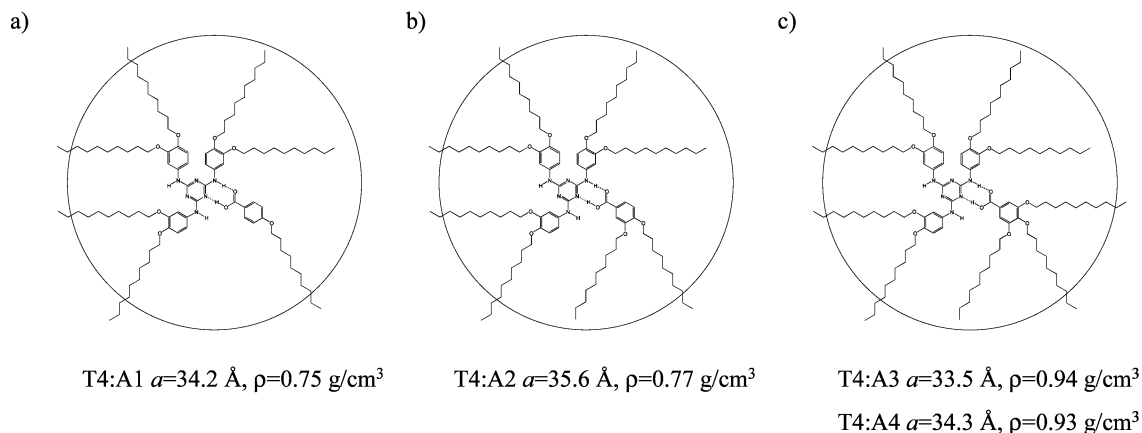 a) b) c)
T4:A1 a=34.2 Å, ρ=0.75 g/cm³ T4:A2 a=35.6 Å, ρ=0.77 g/cm³ T4:A3 a=33.5 Å, ρ=0.94 g/cm³
T4:A4 a=34.3 Å, ρ=0.93 g/cm³